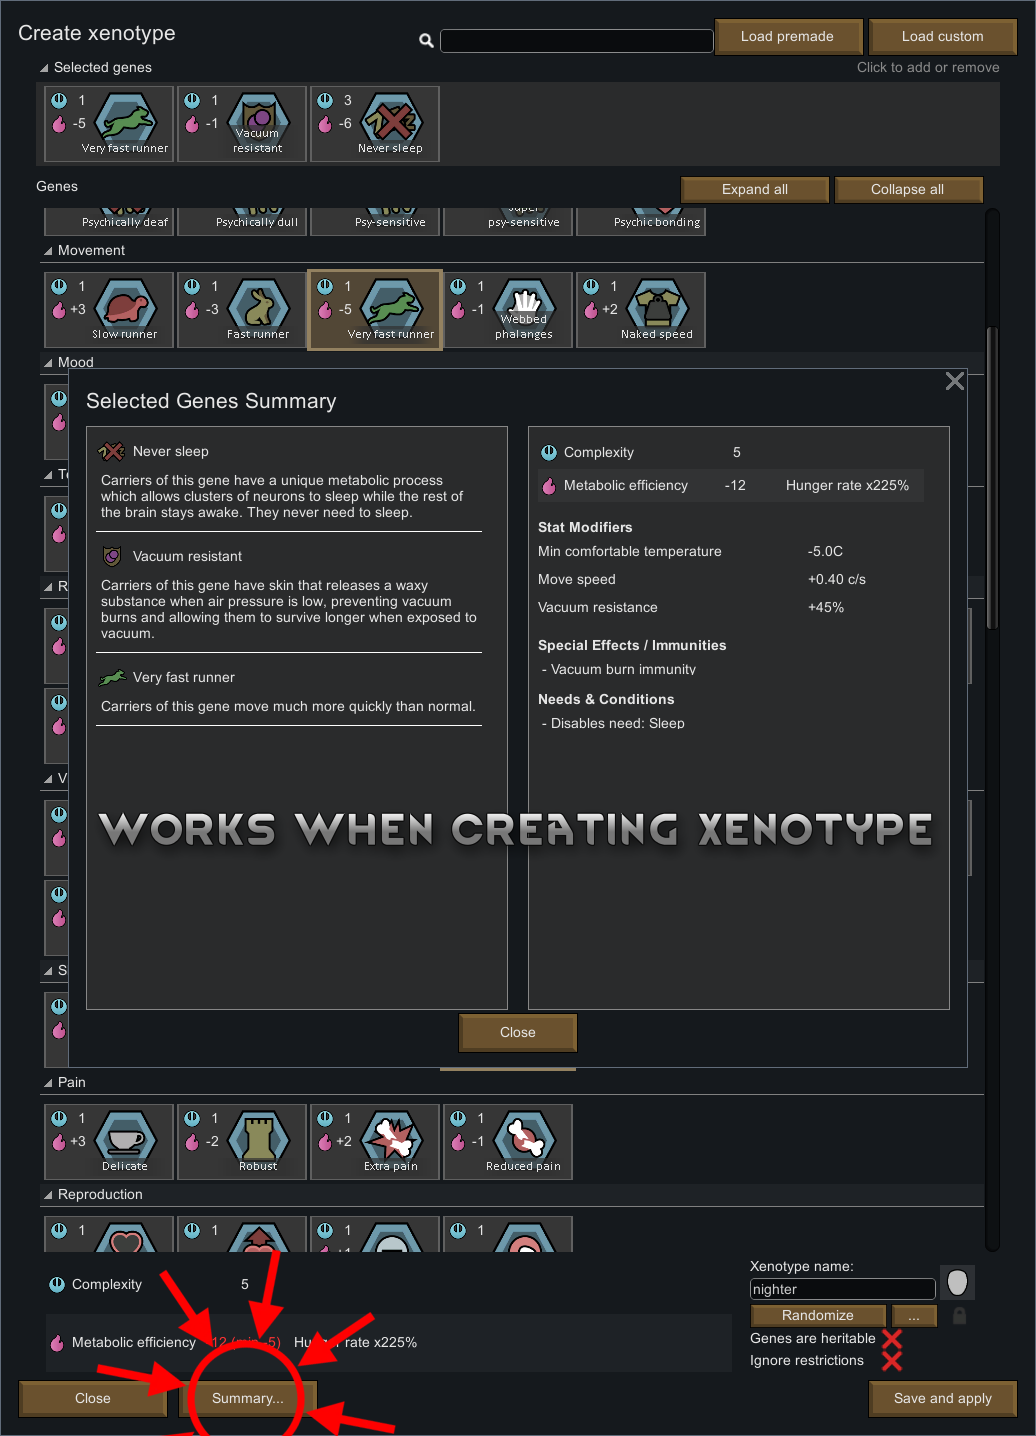 Create xenotype
Load premade
Load custom
Selected genes
Click to add or remove
1
-5
Very fast runner
1
-1
Vacuum
resistant
3
-6
Never sleep
Genes
Expand all
Collapse all
Psychically deaf
Psychically dull
Psy-sensitive
psy-sensitive
Psychic bonding
Movement
1
+3
Slow runner
1
-3
Fast runner
1
-5
Very fast runner
1
-1
Webbed
phalanges
1
+2
Naked speed
Mood
Selected Genes Summary
Never sleep
Carriers of this gene have a unique metabolic process
which allows clusters of neurons to sleep while the rest of
the brain stays awake. They never need to sleep.
Vacuum resistant
Carriers of this gene have skin that releases a waxy
substance when air pressure is low, preventing vacuum
burns and allowing them to survive longer when exposed to
vacuum.
Very fast runner
Carriers of this gene move much more quickly than normal.
Complexity 5
Metabolic efficiency -12 Hunger rate x225%
Stat Modifiers
Min comfortable temperature -5.0C
Move speed +0.40 c/s
Vacuum resistance +45%
Special Effects / Immunities
- Vacuum burn immunity
Needs & Conditions
- Disables need: Sleep
WORKS WHEN CREATING XENOTYPE
Close
Pain
1
+3
Delicate
1
-2
Robust
1
+2
Extra pain
1
-1
Reduced pain
Reproduction
1
1
1
1
Complexity 5
Metabolic efficiency
x225%
Xenotype name:
nighter
Randomize
...
Genes are heritable
Ignore restrictions
Close
Summary...
Save and apply